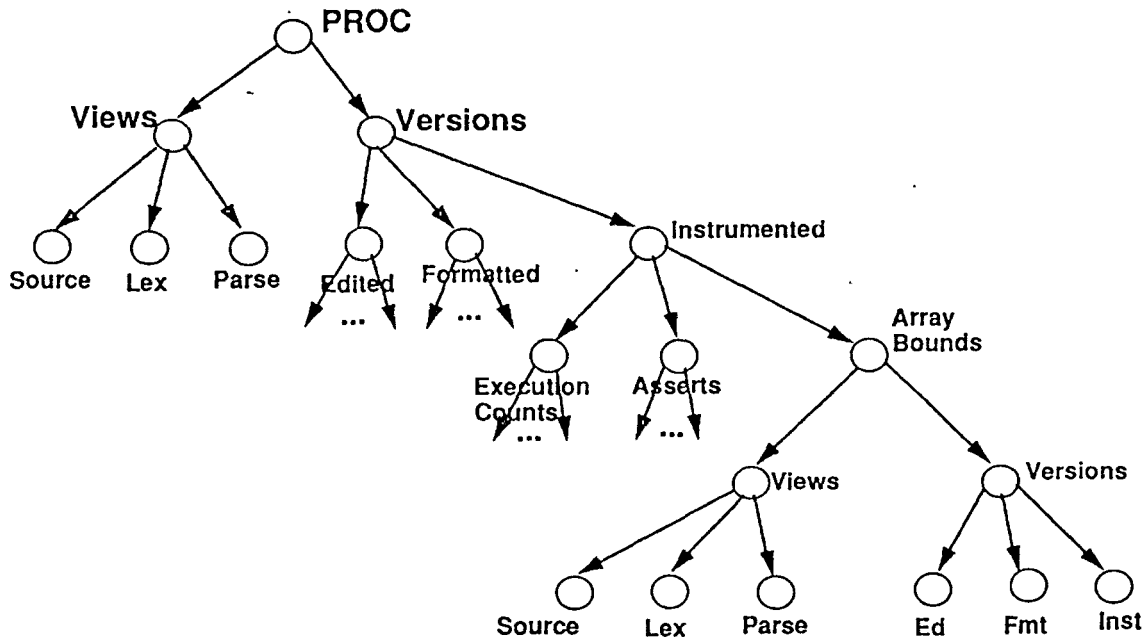 PROC
Views
Versions
Instrumented
Source
Lex
Parse
Edited
...
Formatted
...
Array
Bounds
Execution
Counts
...
Asserts
...
Views
Versions
Source
Lex
Parse
Ed
Fmt
Inst